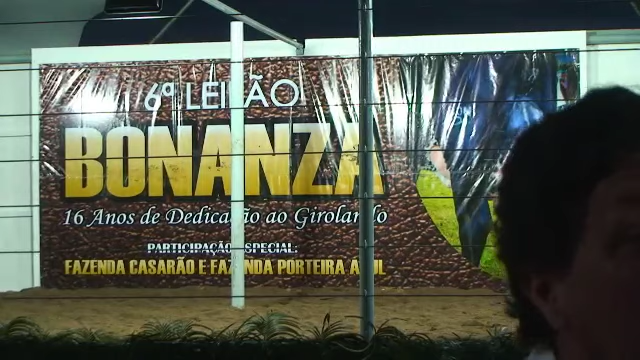 6º LEILÃO
BONANZA
16 Anos de Dedicação ao Girolando
PARTICIPAÇÃO ESPECIAL:
FAZENDA CASARÃO E FAZENDA PORTEIRA AZUL